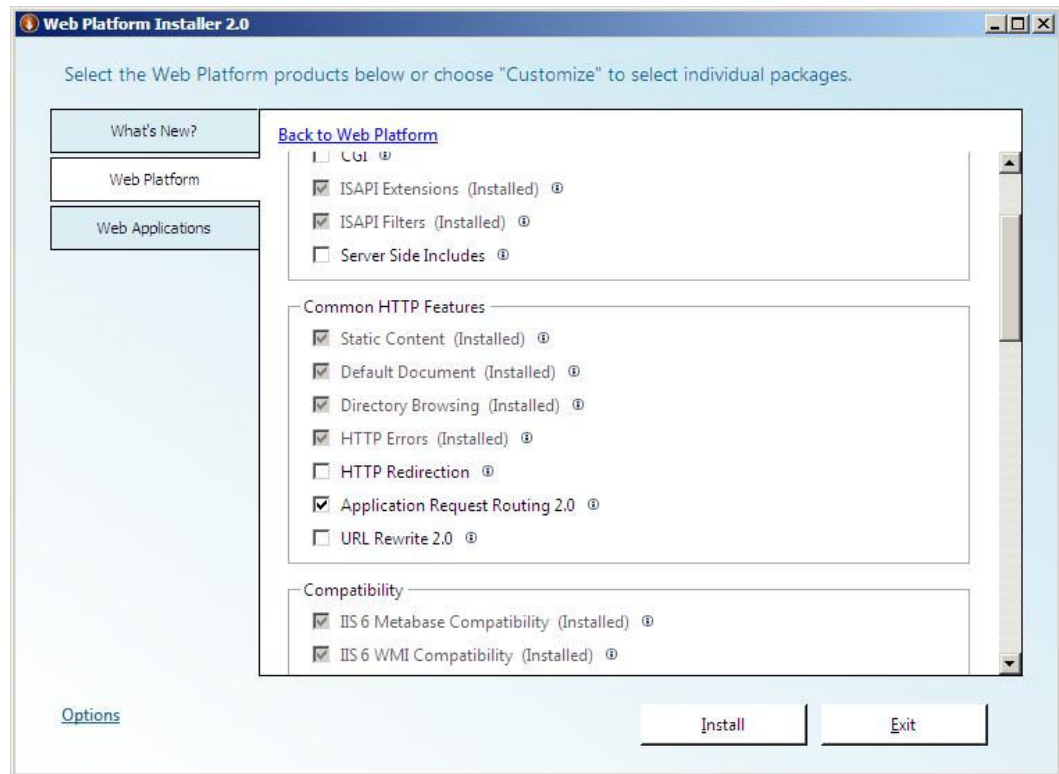 Web Platform Installer 2.0
Select the Web Platform products below or choose "Customize" to select individual packages.
What's New?
Web Platform
Web Applications
Back to Web Platform
CGI
ISAPI Extensions (Installed)
ISAPI Filters (Installed)
Server Side Includes
Common HTTP Features
Static Content (Installed)
Default Document (Installed)
Directory Browsing (Installed)
HTTP Errors (Installed)
HTTP Redirection
Application Request Routing 2.0
URL Rewrite 2.0
Compatibility
IIS 6 Metabase Compatibility (Installed)
IIS 6 WMI Compatibility (Installed)
Options
Install
Exit